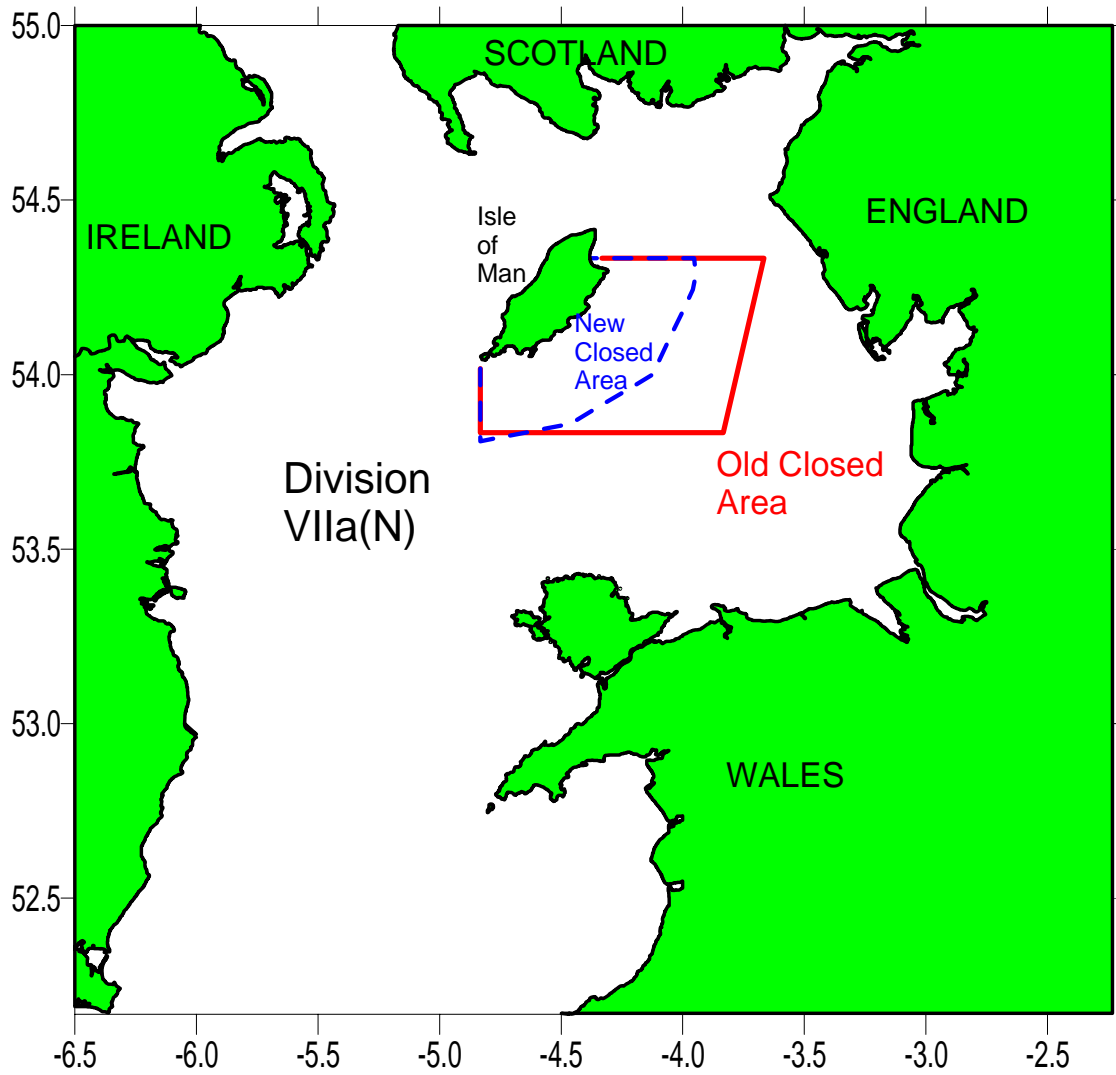 55.0
SCOTLAND
54.5
Isle
of
Man
ENGLAND
IRELAND
New
Closed
Area
54.0
Old Closed
Area
Division
VIIa(N)
53.5
53.0
WALES
52.5
-6.5 -6.0 -5.5 -5.0 -4.5 -4.0 -3.5 -3.0 -2.5